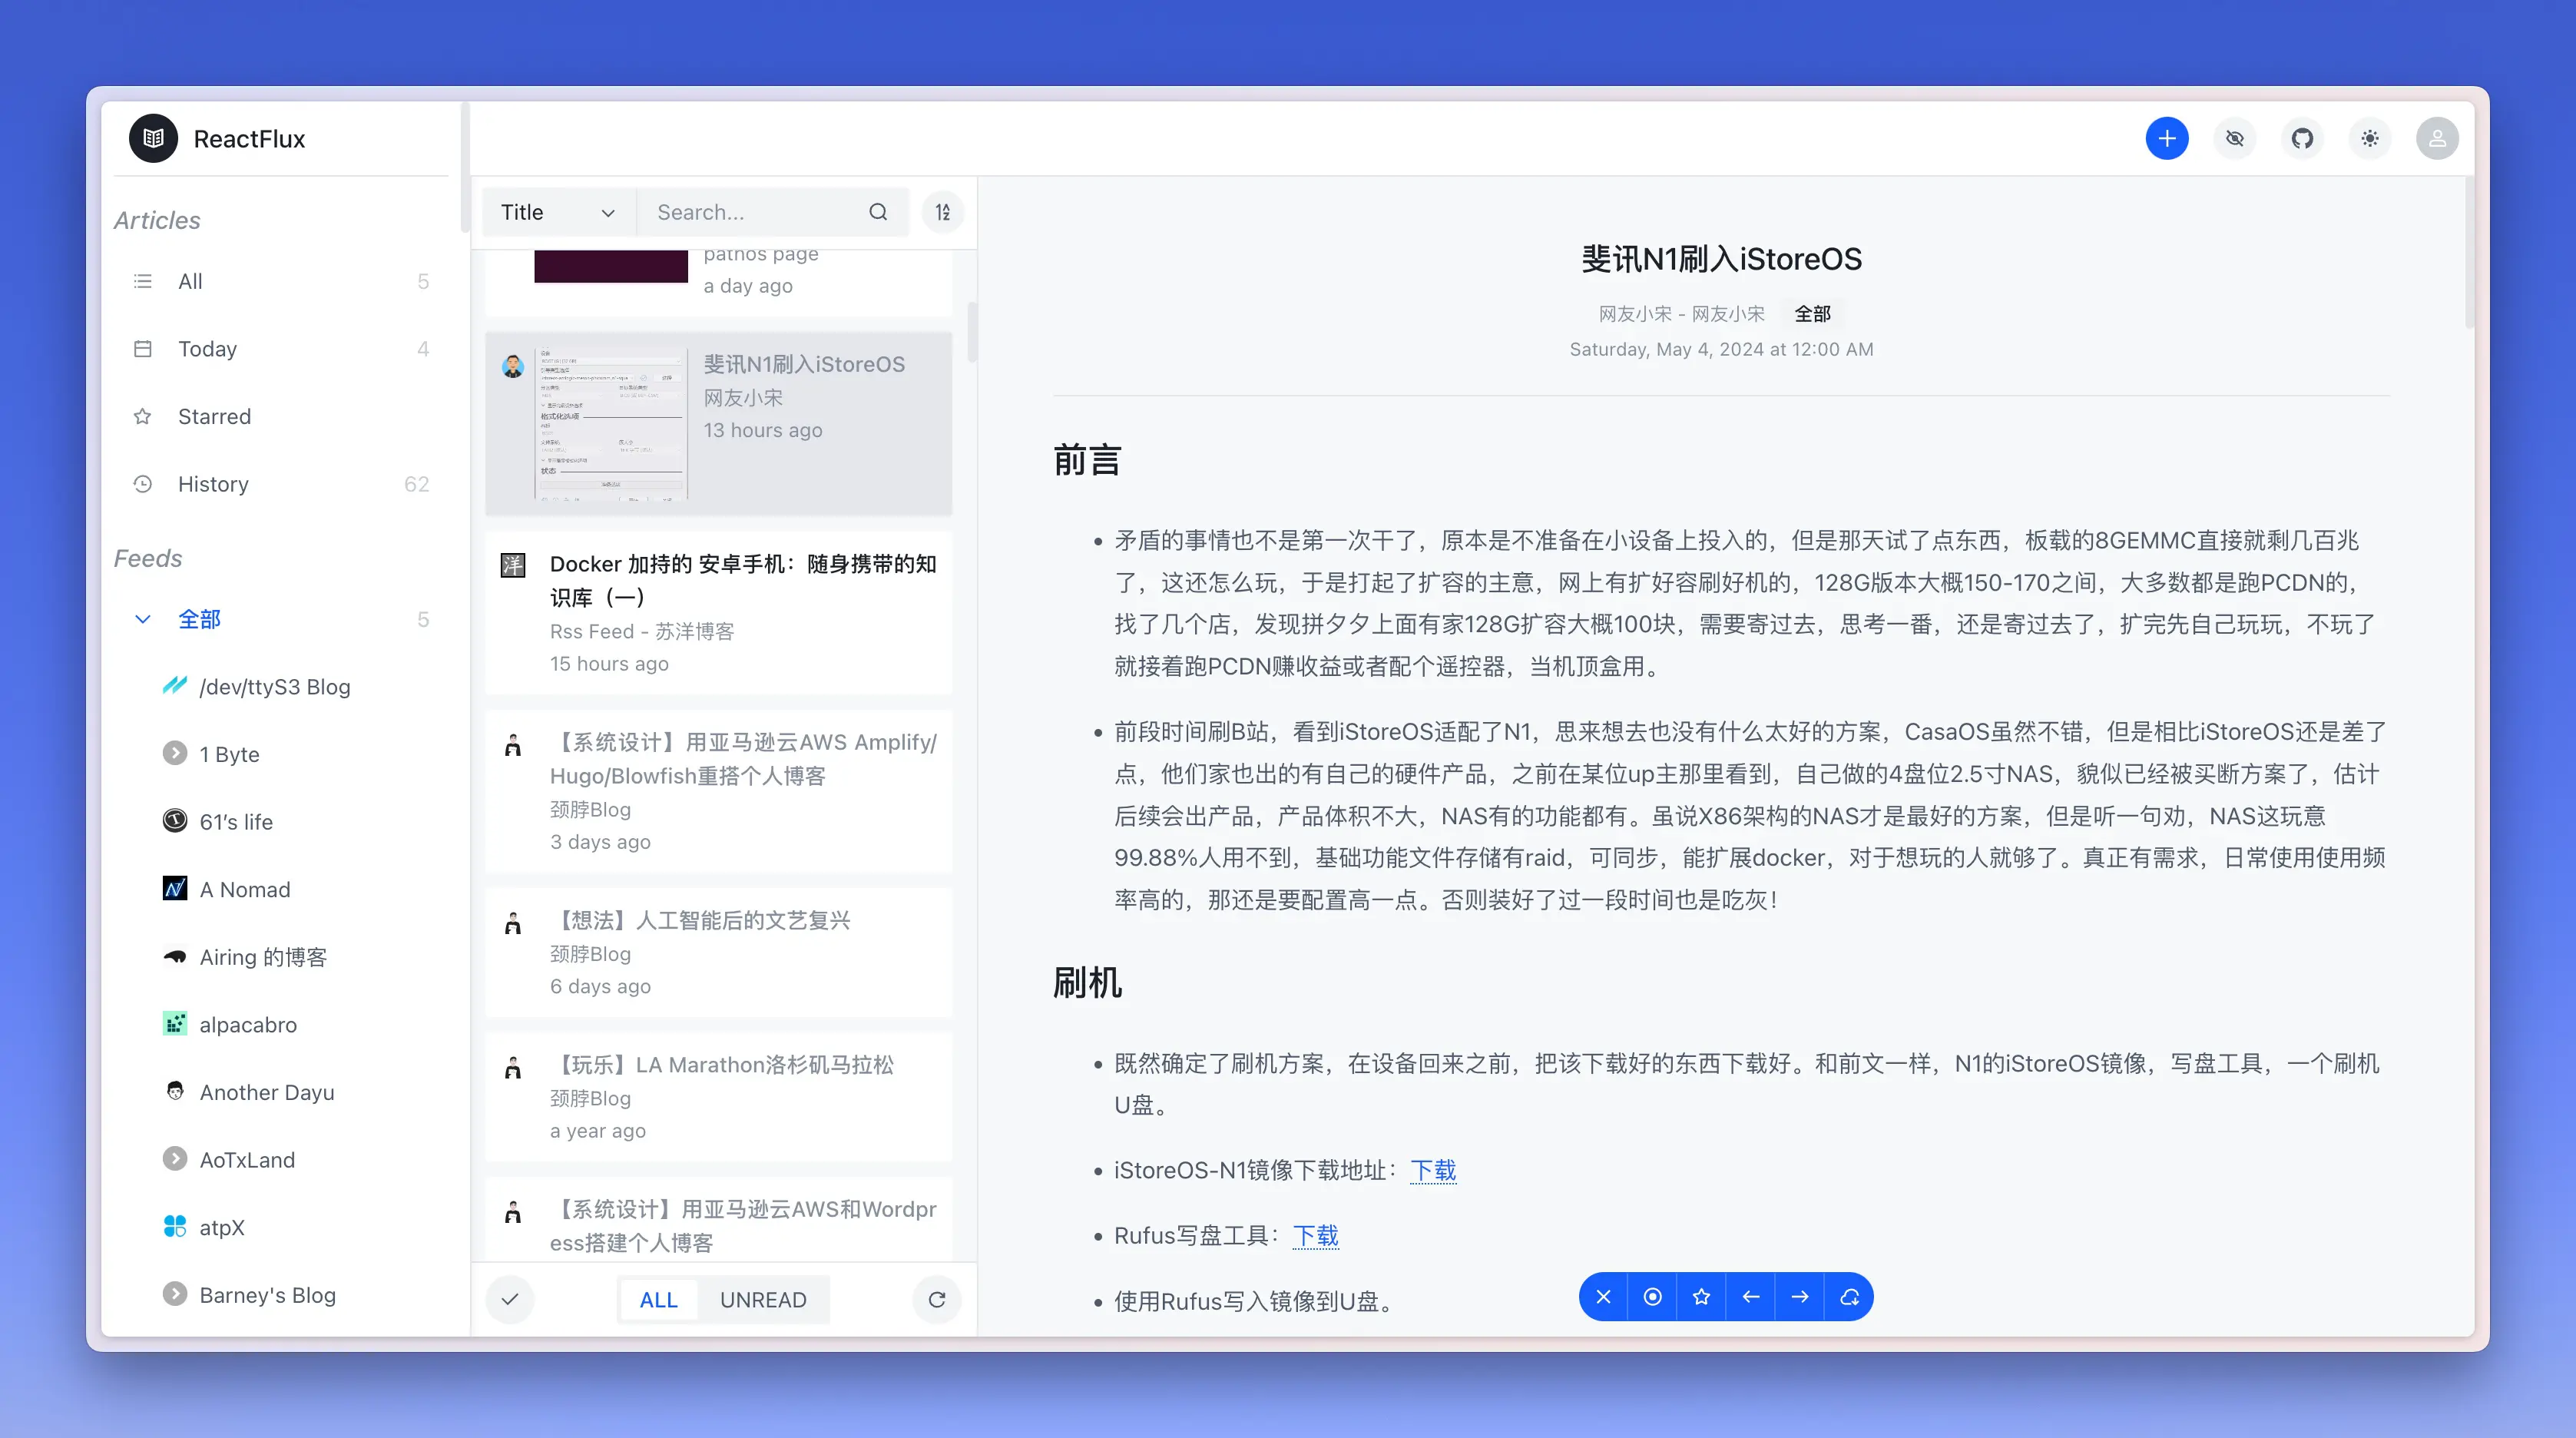 ReactFlux
Articles
All 5
Today 4
Starred
History 62
Feeds
全部 5
/dev/ttyS3 Blog
1 Byte
61's life
A Nomad
Airing 的博客
alpacabro
Another Dayu
AoTxLand
atpX
Barney's Blog
Title Search...
pathos page
a day ago
斐讯N1刷入iStoreOS
网友小宋
13 hours ago
洋
Docker 加持的 安卓手机：随身携带的知
识库（一）
Rss Feed - 苏洋博客
15 hours ago
【系统设计】用亚马逊云AWS Amplify/
Hugo/Blowfish重搭个人博客
颈脖Blog
3 days ago
【想法】人工智能后的文艺复兴
颈脖Blog
6 days ago
【玩乐】LA Marathon洛杉矶马拉松
颈脖Blog
a year ago
【系统设计】用亚马逊云AWS和Wordpr
ess搭建个人博客
ALL UNREAD
斐讯N1刷入iStoreOS
网友小宋 - 网友小宋 全部
Saturday, May 4, 2024 at 12:00 AM
前言
• 矛盾的事情也不是第一次干了，原本是不准备在小设备上投入的，但是那天试了点东西，板载的8GEMMC直接就剩几百兆
了，这还怎么玩，于是打起了扩容的主意，网上有扩好容刷好机的，128G版本大概150-170之间，大多数都是跑PCDN的，
找了几个店，发现拼夕夕上面有家128G扩容大概100块，需要寄过去，思考一番，还是寄过去了，扩完先自己玩玩，不玩了
就接着跑PCDN赚收益或者配个遥控器，当机顶盒用。
• 前段时间刷B站，看到iStoreOS适配了N1，思来想去也没有什么太好的方案，CasaOS虽然不错，但是相比iStoreOS还是差了
点，他们家也出的有自己的硬件产品，之前在某位up主那里看到，自己做的4盘位2.5寸NAS，貌似已经被买断方案了，估计
后续会出产品，产品体积不大，NAS有的功能都有。虽说X86架构的NAS才是最好的方案，但是听一句劝，NAS这玩意
99.88%人用不到，基础功能文件存储有raid，可同步，能扩展docker，对于想玩的人就够了。真正有需求，日常使用使用频
率高的，那还是要配置高一点。否则装好了过一段时间也是吃灰！
刷机
• 既然确定了刷机方案，在设备回来之前，把该下载好的东西下载好。和前文一样，N1的iStoreOS镜像，写盘工具，一个刷机
U盘。
• iStoreOS-N1镜像下载地址：下载
• Rufus写盘工具：下载
• 使用Rufus写入镜像到U盘。